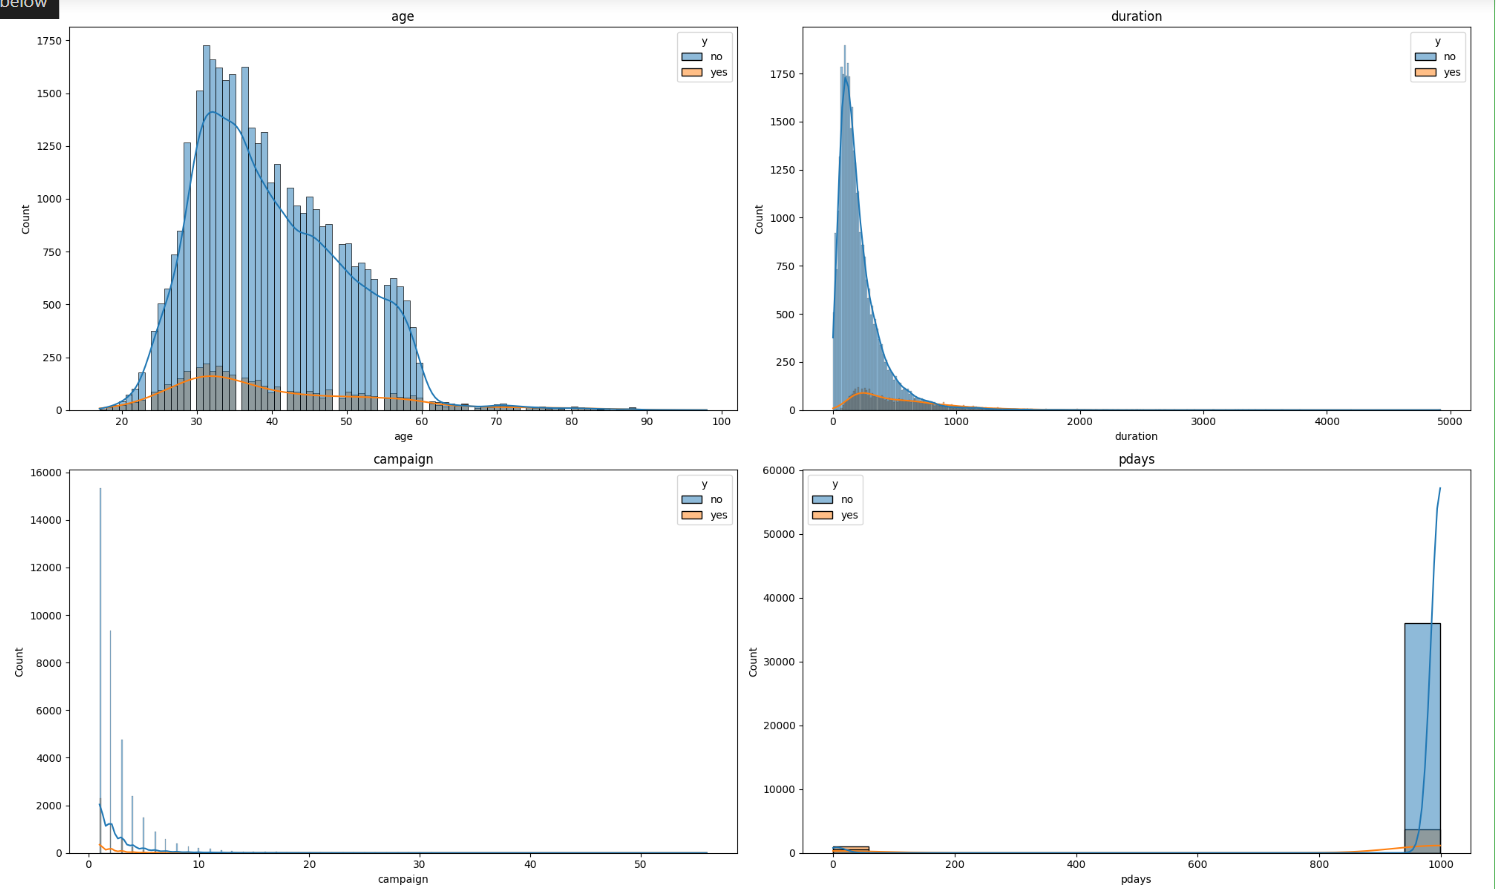 below
age
1750
1500
1250
1000
750
500
250
0
Count
20 30 40 50 60 70 80 90 100
age
y
no
yes
duration
1750
1500
1250
1000
750
500
250
0
Count
0 1000 2000 3000 4000 5000
duration
y
no
yes
campaign
16000
14000
12000
10000
8000
6000
4000
2000
0
Count
0 10 20 30 40 50
campaign
y
no
yes
pdays
60000
50000
40000
30000
20000
10000
0
Count
0 200 400 600 800 1000
pdays
y
no
yes